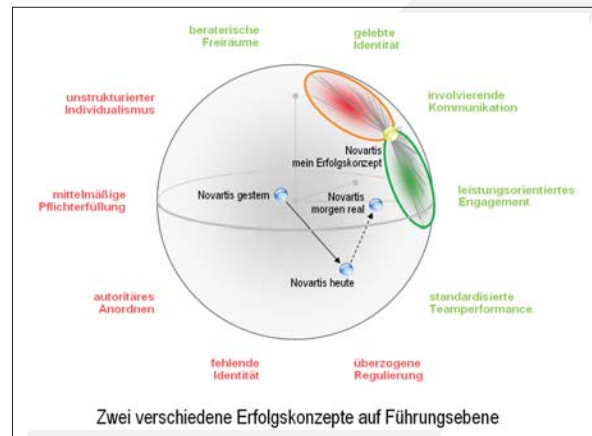 beraterische
Freiräume
gelebte
Identität
unstrukturierter
Individualismus
involvierende
Kommunikation
Novartis
mein Erfolgskonzept
mittelmäßige
Pflichterfüllung
Novartis gestern
Novartis
morgen real
leistungsorientiertes
Engagement
Novartis heute
autoritäres
Anordnen
standardisierte
Teamperformance
fehlende
Identität
überzogene
Regulierung
Zwei verschiedene Erfolgskonzepte auf Führungsebene